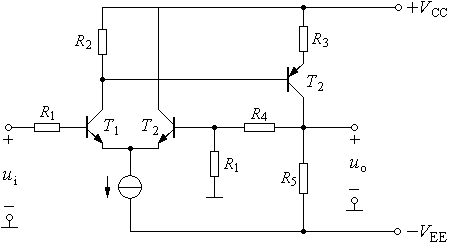 +V_CC
R_2
R_3
T_2
R_1
T_1
T_2
R_4
+
+
R_1
u_i
u_o
R_5
−
−
−V_EE